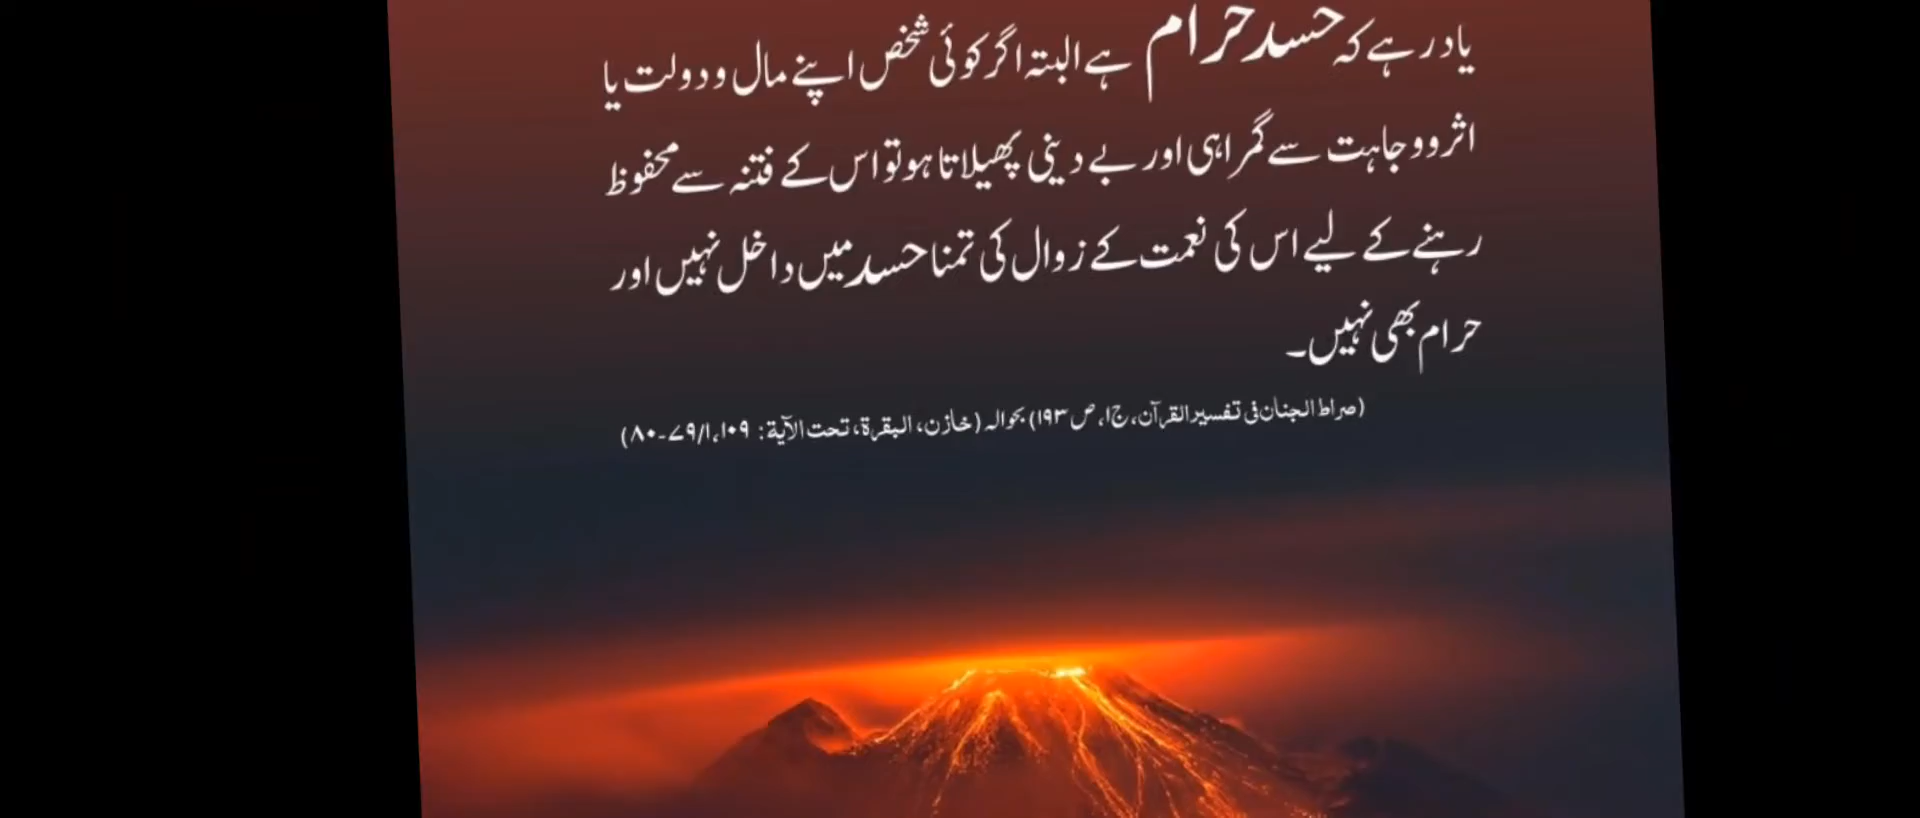 یاد رہے کہ حسد حرام ہے البتہ اگر کوئی شخص اپنے مال و دولت یا
اثر و وجاہت سے گمراہی اور بے دینی پھیلاتا ہو تو اس کے فتنہ سے محفوظ
رہنے کے لیے اس کی نعمت کے زوال کی تمنا حسد میں داخل نہیں اور
حرام بھی نہیں۔
(صراط الجنان فی تفسیر القرآن، ج۱، ص ۱۹۳) بحوالہ (خازن، البقرۃ، تحت الآیۃ: ۱۰۹، ۱/۷۹-۸۰)